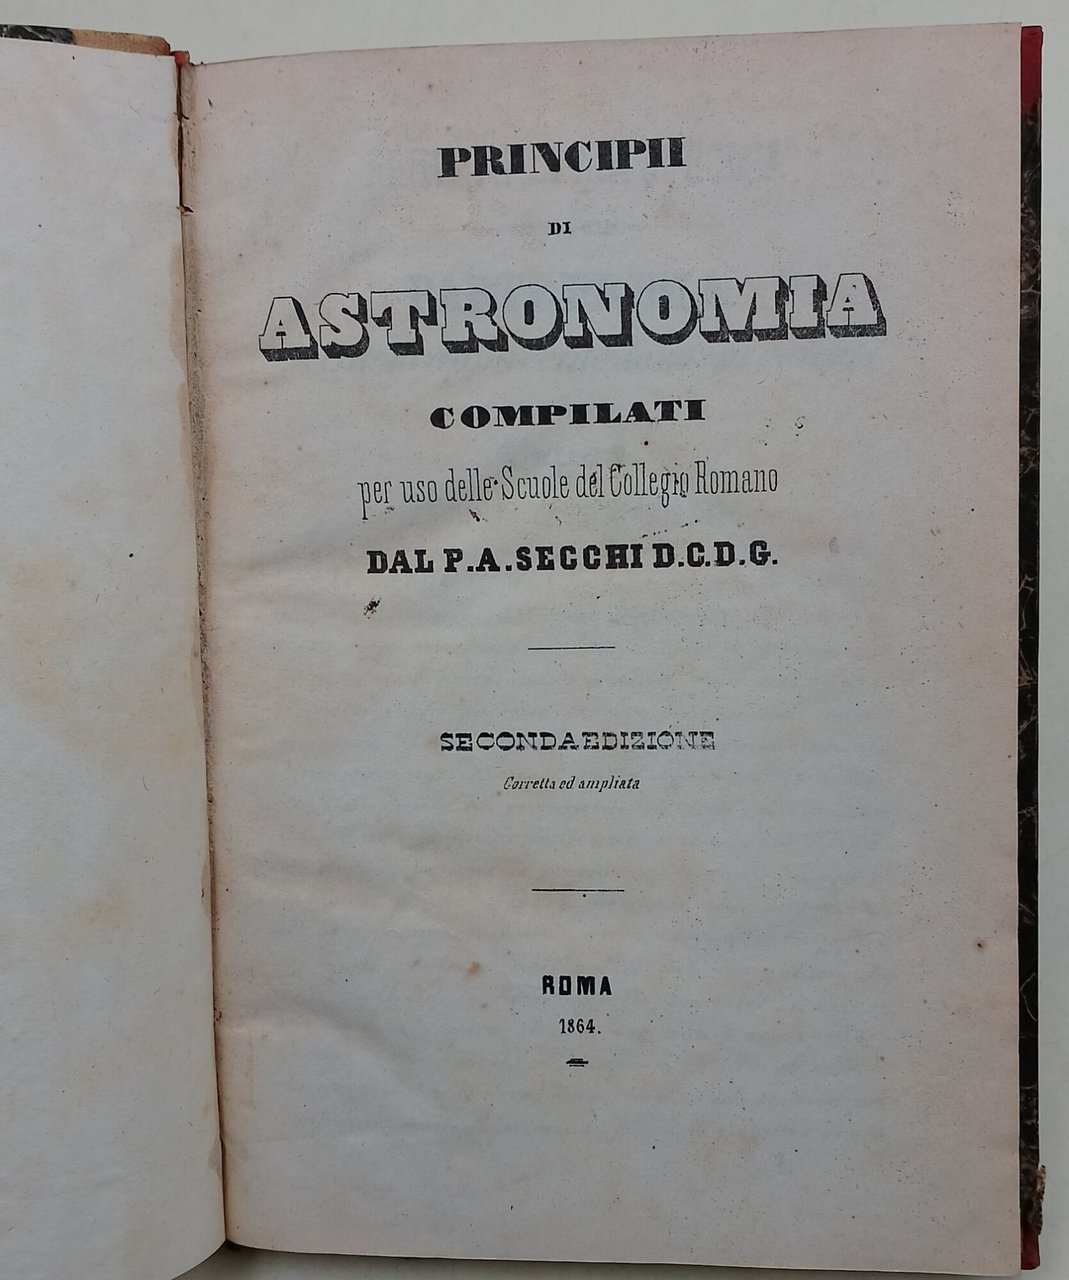 PRINCIPII
DI
ASTRONOMIA
COMPILATI
per uso delle Scuole del Collegio Romano
DAL P.A.SECCHI D.C.D.G.
SECONDA EDIZIONE
Corretta ed ampliata
ROMA
1864.